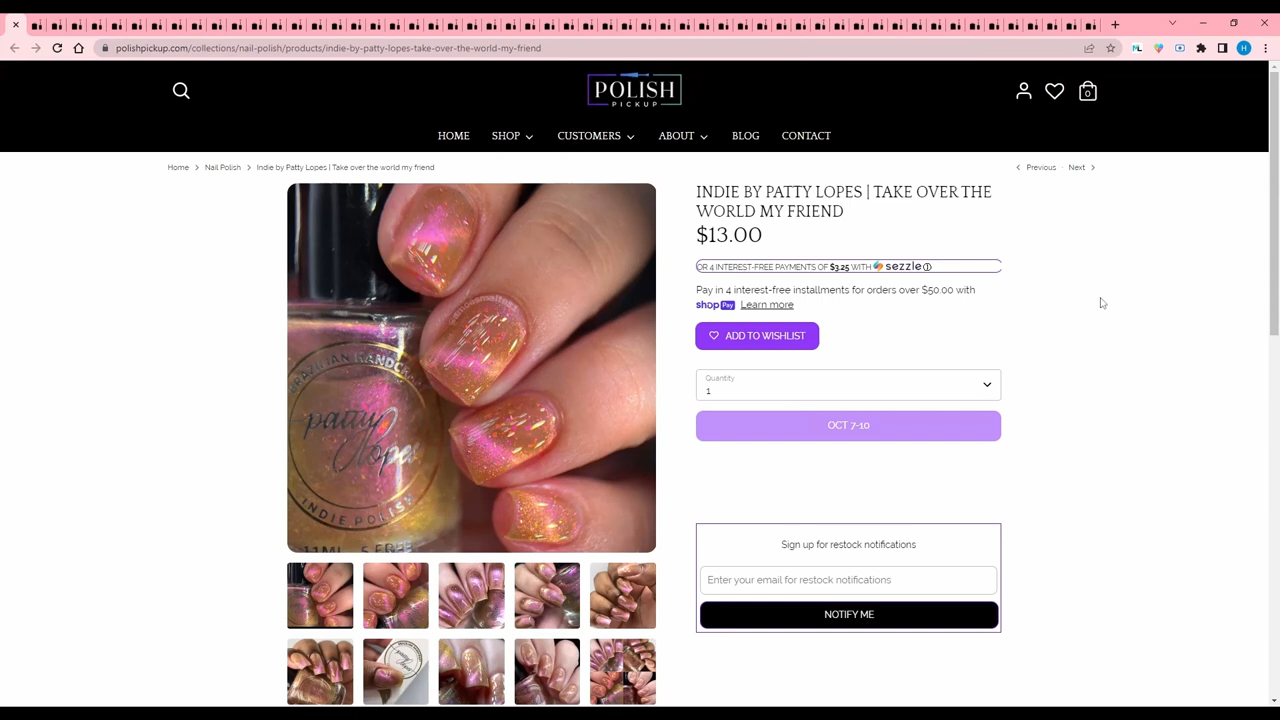 polishpickup.com/collections/nail-polish/products/indie-by-patty-lopes-take-over-the-world-my-friend
H
POLISH
PICKUP
0
HOME
SHOP
CUSTOMERS
ABOUT
BLOG
CONTACT
Home > Nail Polish > Indie by Patty Lopes | Take over the world my friend
< Previous · Next >
INDIE BY PATTY LOPES | TAKE OVER THE
WORLD MY FRIEND
$13.00
OR 4 INTEREST-FREE PAYMENTS OF $3.25 WITH sezzle
Pay in 4 interest-free installments for orders over $50.00 with
shop Pay Learn more
ADD TO WISHLIST
Quantity
1
OCT 7-10
Sign up for restock notifications
Enter your email for restock notifications
NOTIFY ME
BRAZILIAN HANDC
patty
lopes
INDIE POLIS